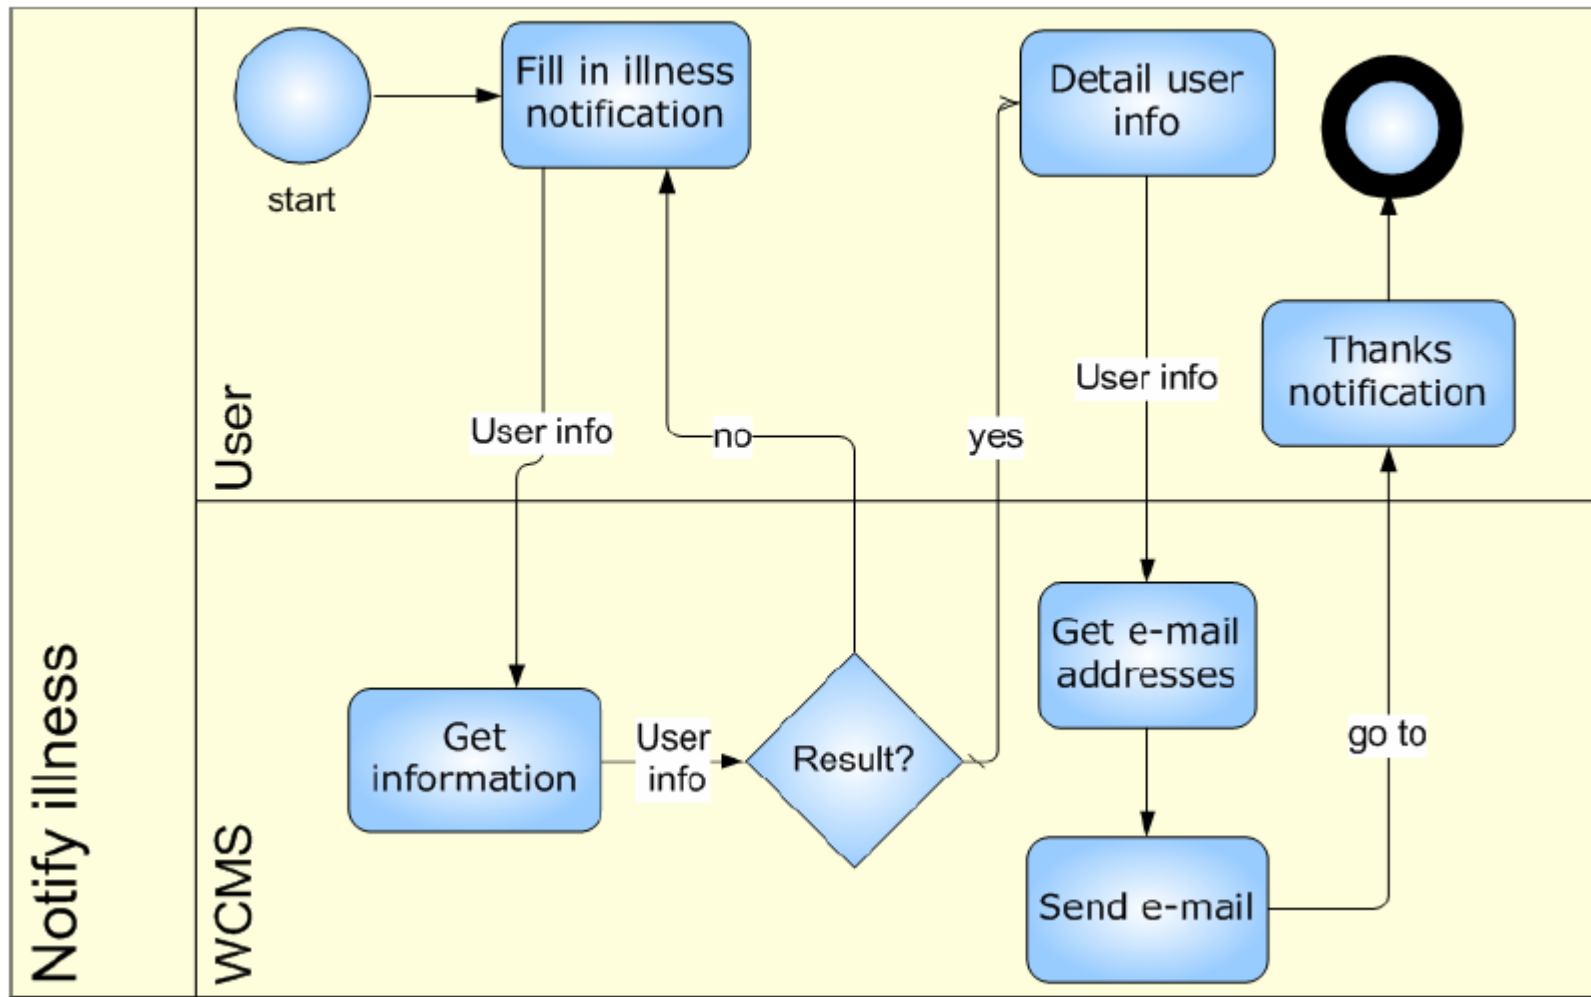 Notify illness
User
WCMS
start
Fill in illness
notification
User info
no
Get
information
User
info
Result?
yes
Detail user
info
User info
Get e-mail
addresses
Send e-mail
go to
Thanks
notification